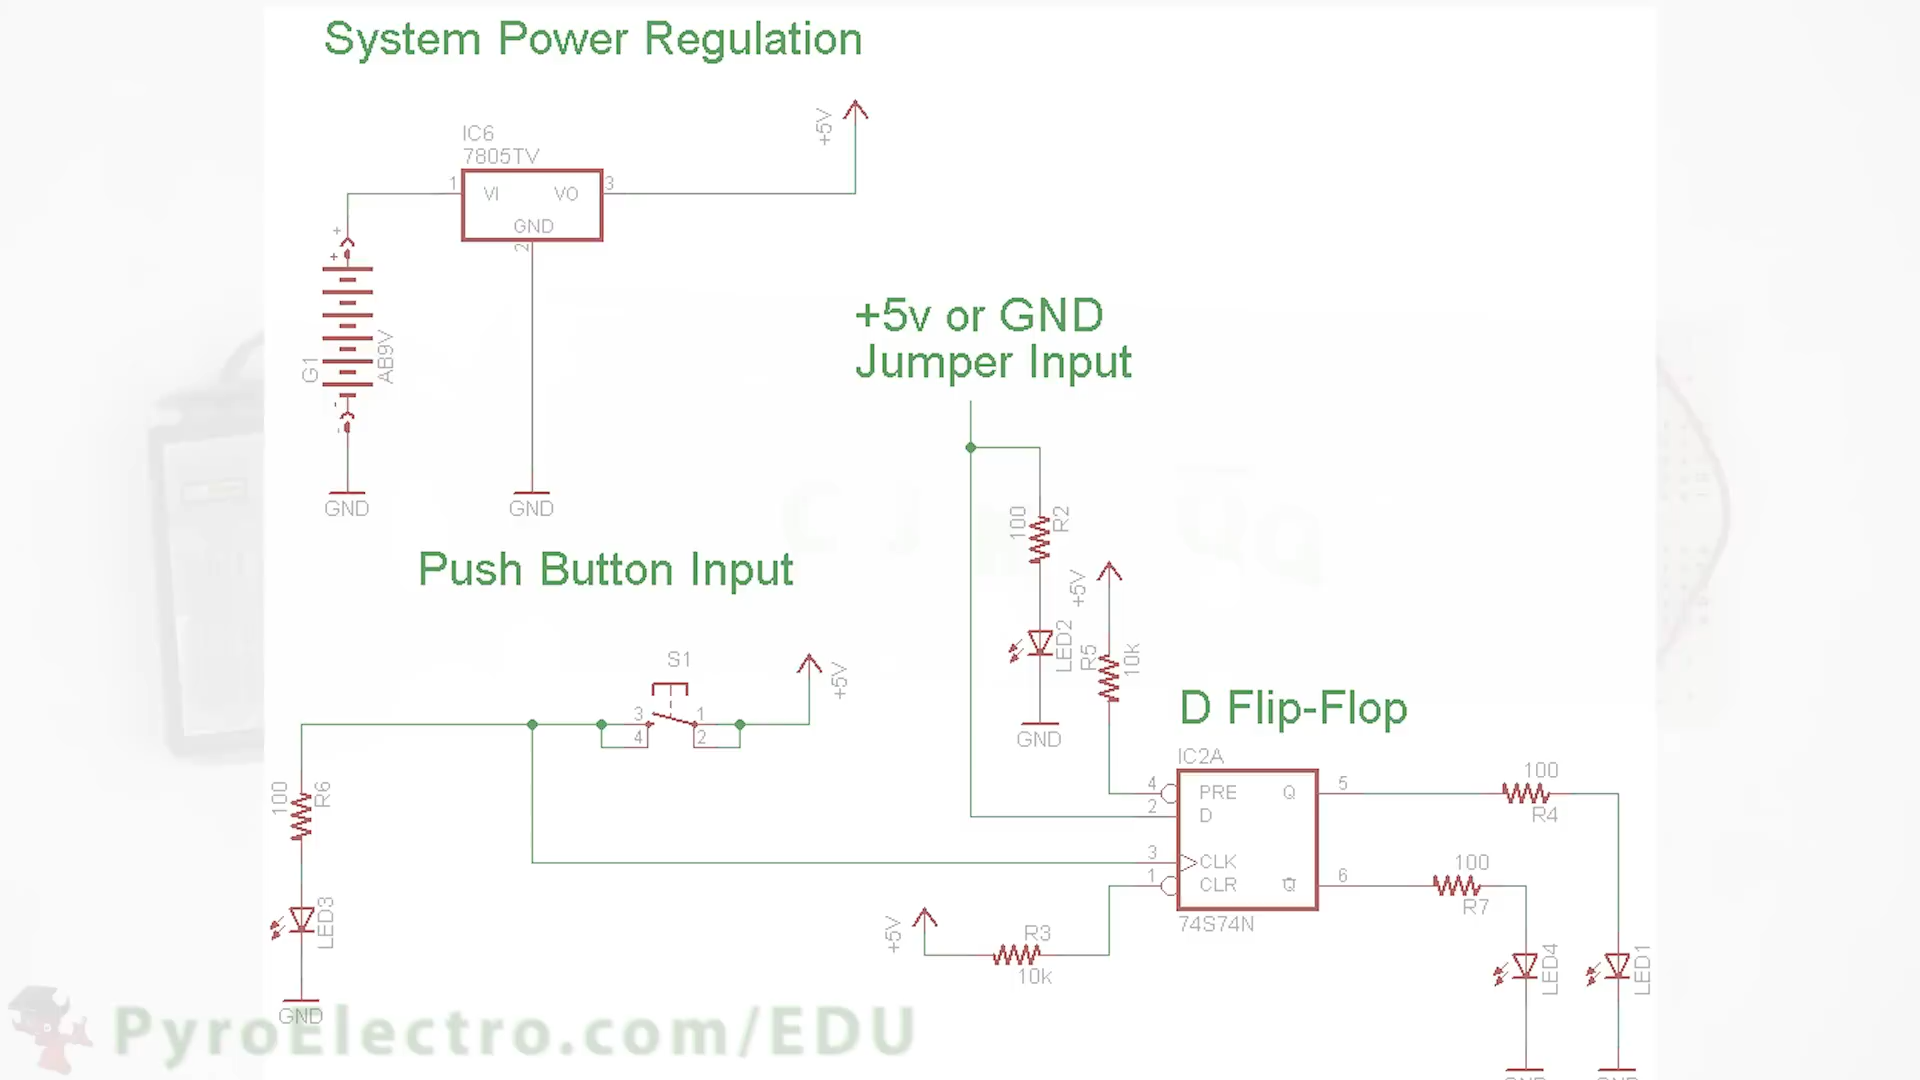 System Power Regulation
+5V
IC6
7805TV
1
VI
VO
3
GND
2
+
+
G1
AB9V
-
-
GND
GND
+5v or GND
Jumper Input
100
R2
LED2
GND
+5V
R5
10k
Push Button Input
S1
3
1
4
2
+5V
100
R6
LED3
GND
D Flip-Flop
IC2A
4
PRE
Q
5
2
D
3
CLK
1
CLR
Q̅
6
74S74N
100
R4
100
R7
+5V
R3
10k
LED4
LED1
GND
GND
PyroElectro.com/EDU